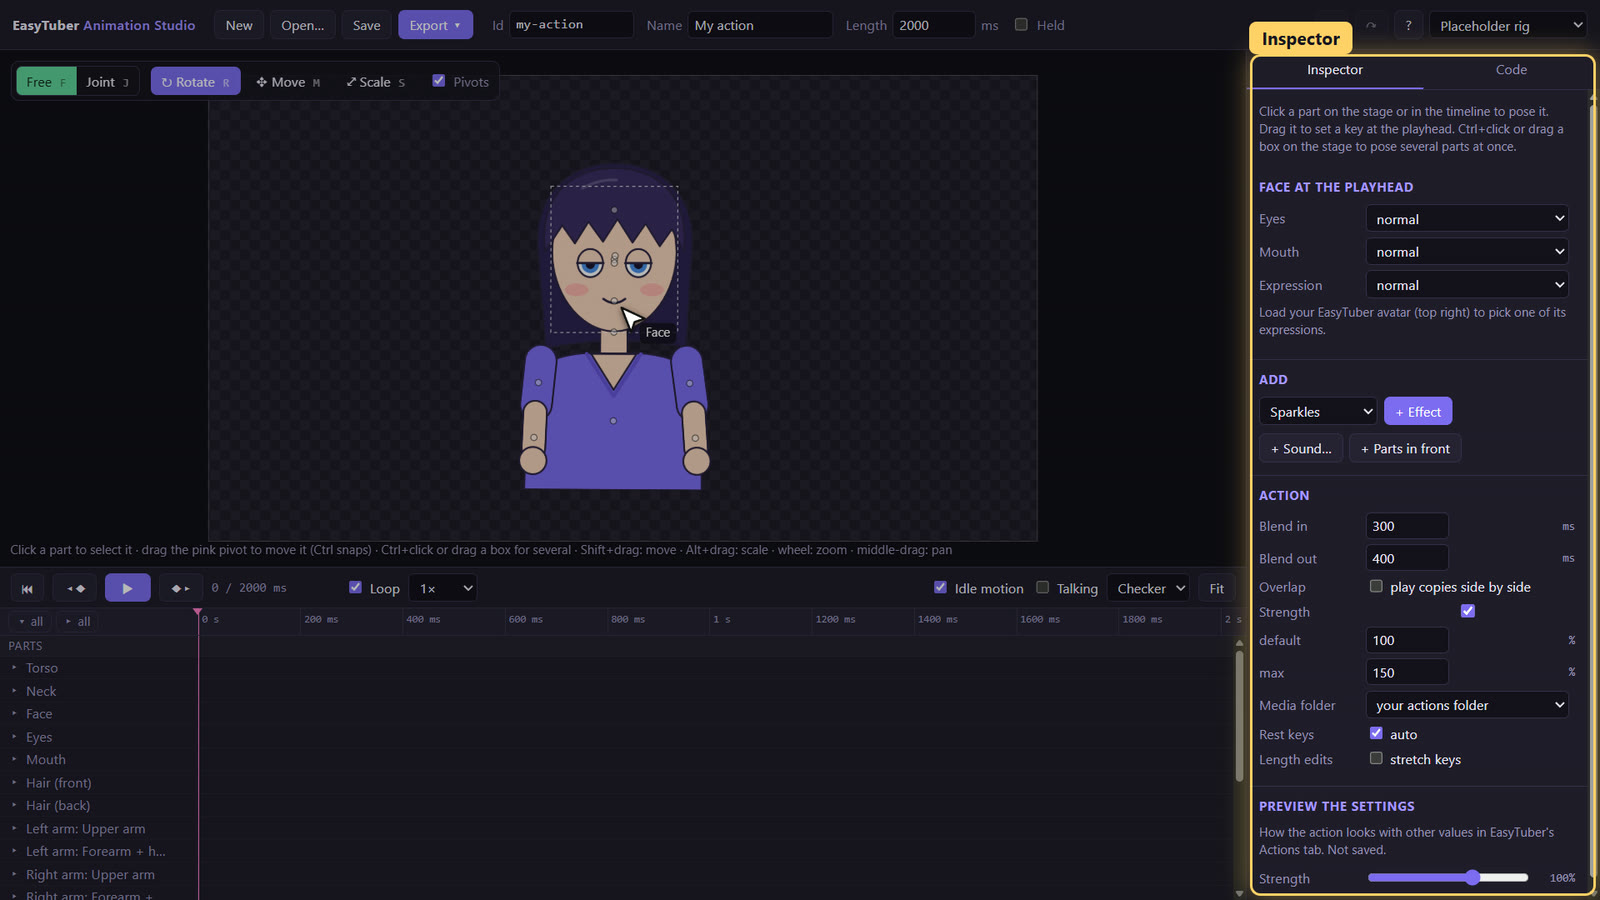 EasyTuber Animation Studio New Open... Save Export ▾ Id my-action Name My action Length 2000 ms Held ? Placeholder rig
Inspector
Free F Joint J Rotate R Move M Scale S Pivots
Inspector Code
Click a part on the stage or in the timeline to pose it.
Drag it to set a key at the playhead. Ctrl+click or drag a
box on the stage to pose several parts at once.
FACE AT THE PLAYHEAD
Eyes normal
Mouth normal
Expression normal
Load your EasyTuber avatar (top right) to pick one of its
expressions.
Face
ADD
Sparkles + Effect
+ Sound... + Parts in front
ACTION
Blend in 300 ms
Blend out 400 ms
Overlap play copies side by side
Strength
default 100 %
max 150 %
Media folder your actions folder
Rest keys auto
Length edits stretch keys
PREVIEW THE SETTINGS
How the action looks with other values in EasyTuber's
Actions tab. Not saved.
Strength 100%
Click a part to select it · drag the pink pivot to move it (Ctrl snaps) · Ctrl+click or drag a box for several · Shift+drag: move · Alt+drag: scale · wheel: zoom · middle-drag: pan
0 / 2000 ms Loop 1× Idle motion Talking Checker Fit
▾ all ▸ all 0 s 200 ms 400 ms 600 ms 800 ms 1 s 1200 ms 1400 ms 1600 ms 1800 ms 2 s
PARTS
Torso
Neck
Face
Eyes
Mouth
Hair (front)
Hair (back)
Left arm: Upper arm
Left arm: Forearm + h...
Right arm: Upper arm
Right arm: Forearm +